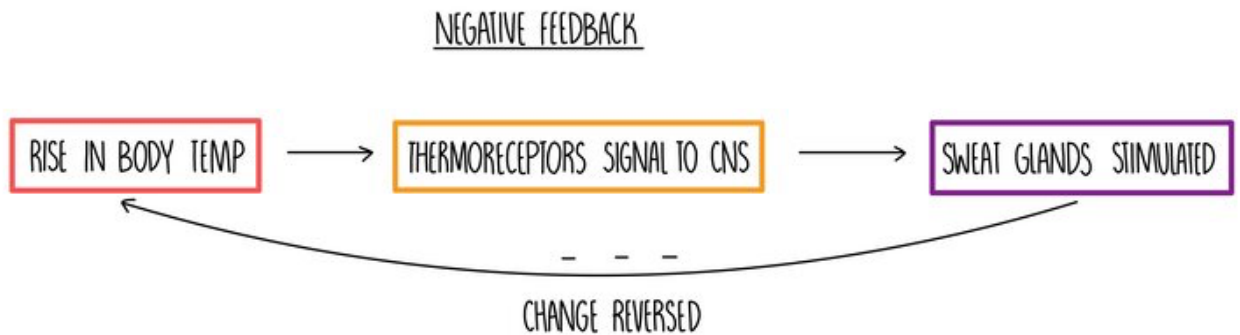 NEGATIVE FEEDBACK
RISE IN BODY TEMP
THERMORECEPTORS SIGNAL TO CNS
SWEAT GLANDS STIMULATED
- - -
CHANGE REVERSED